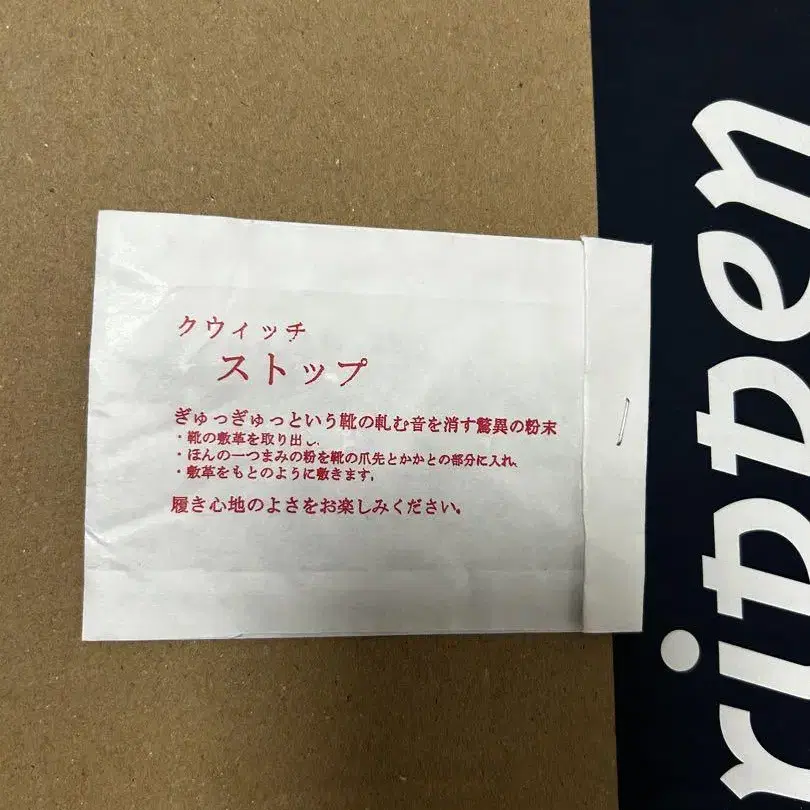 クウィッチ
ストップ
ぎゅっぎゅっという靴の軋む音を消す驚異の粉末
・靴の敷革を取り出し、
・ほんの一つまみの粉を靴の爪先とかかとの部分に入れ、
・敷革をもとのように敷きます。
履き心地のよさをお楽しみください。
rippen